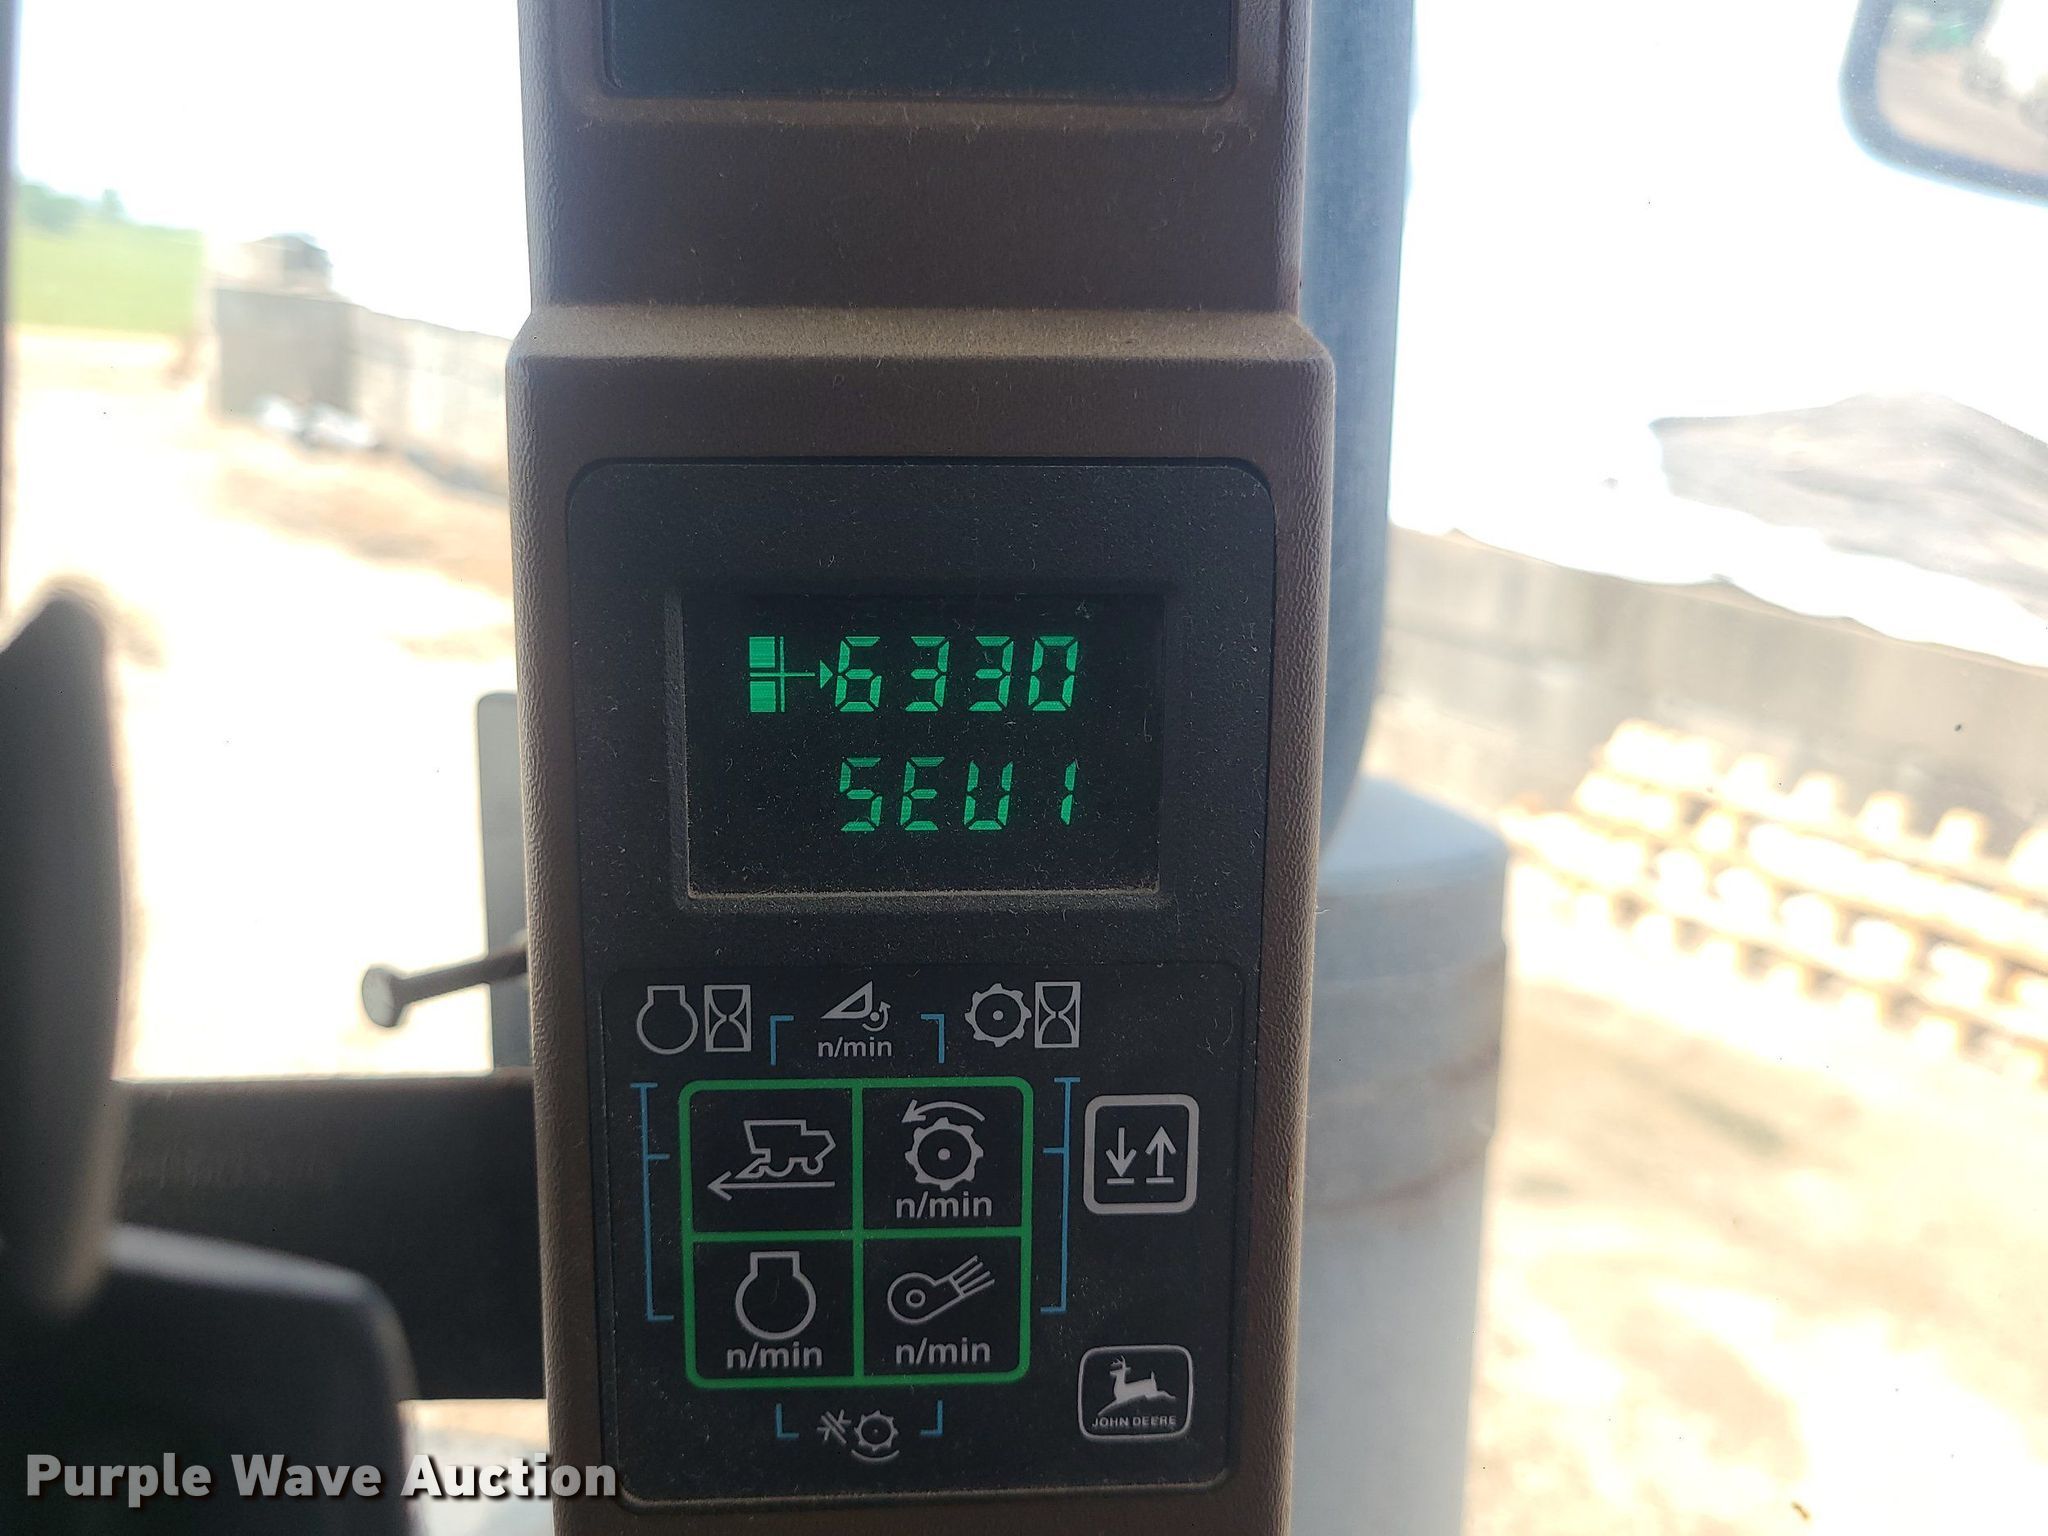 6330
SEU1
n/min
n/min
n/min
n/min
JOHN DEERE
Purple Wave Auction